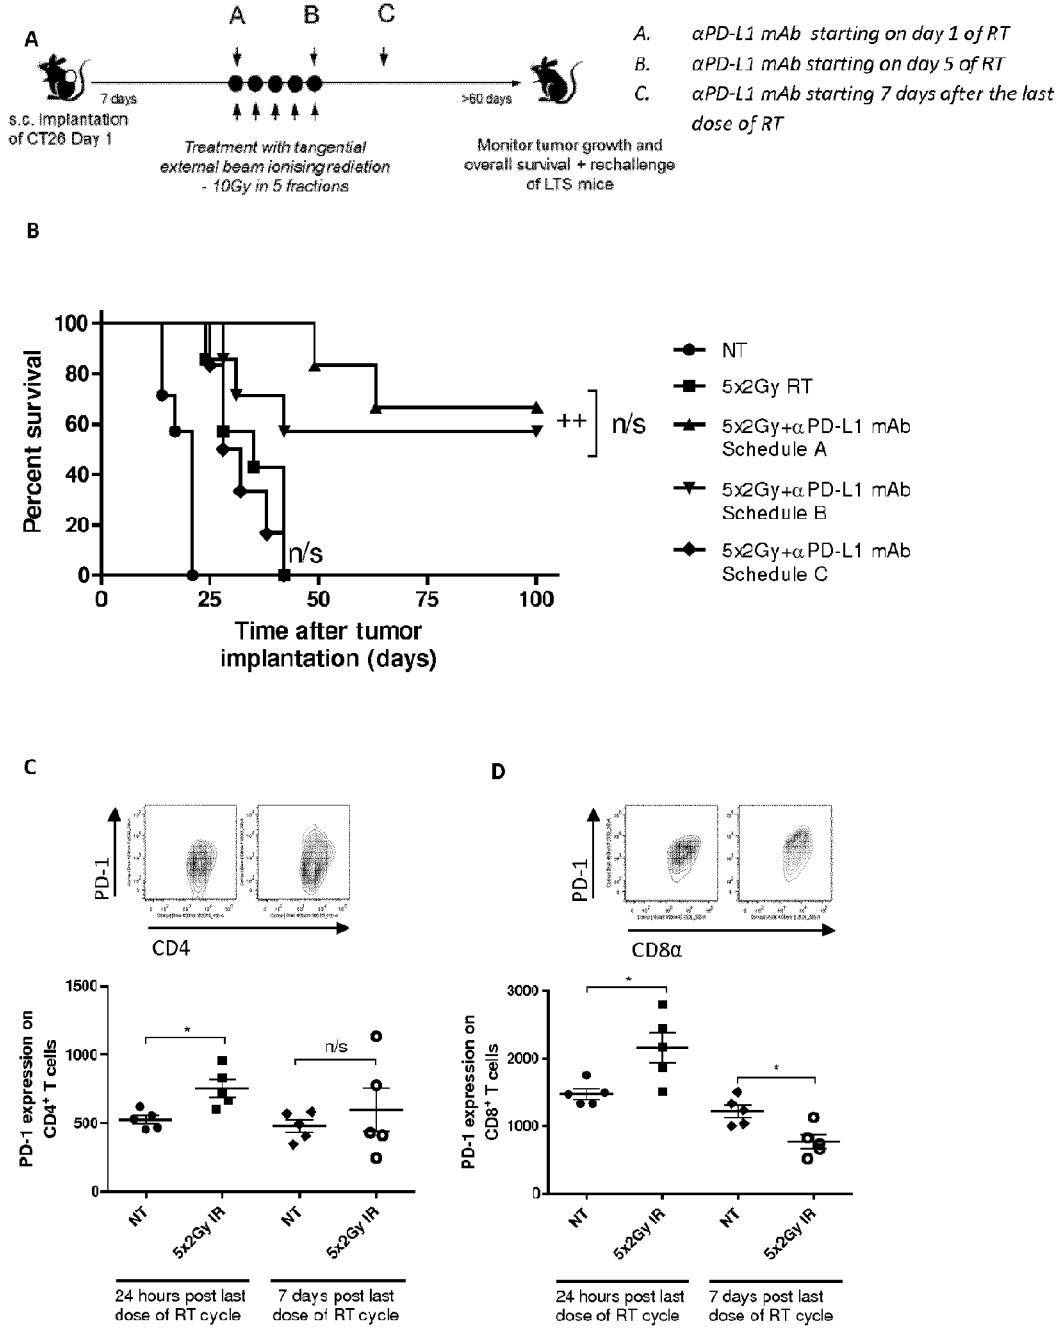 A
A B C
7 days
>60 days
s.c. implantation
of CT26 Day 1
Treatment with tangential
external beam ionising radiation
- 10Gy in 5 fractions
Monitor tumor growth and
overall survival + rechallenge
of LTS mice
A. αPD-L1 mAb starting on day 1 of RT
B. αPD-L1 mAb starting on day 5 of RT
C. αPD-L1 mAb starting 7 days after the last
dose of RT
B
Percent survival
100
80
60
40
20
0
0 25 50 75 100
Time after tumor
implantation (days)
n/s
++
n/s
NT
5x2Gy RT
5x2Gy+αPD-L1 mAb
Schedule A
5x2Gy+αPD-L1 mAb
Schedule B
5x2Gy+αPD-L1 mAb
Schedule C
C
PD-1
CD4
PD-1 expression on
CD4⁺ T cells
1500
1000
500
0
*
n/s
NT
5x2Gy IR
NT
5x2Gy IR
24 hours post last
dose of RT cycle
7 days post last
dose of RT cycle
D
PD-1
CD8α
PD-1 expression on
CD8⁺ T cells
3000
2000
1000
0
*
*
NT
5x2Gy IR
NT
5x2Gy IR
24 hours post last
dose of RT cycle
7 days post last
dose of RT cycle